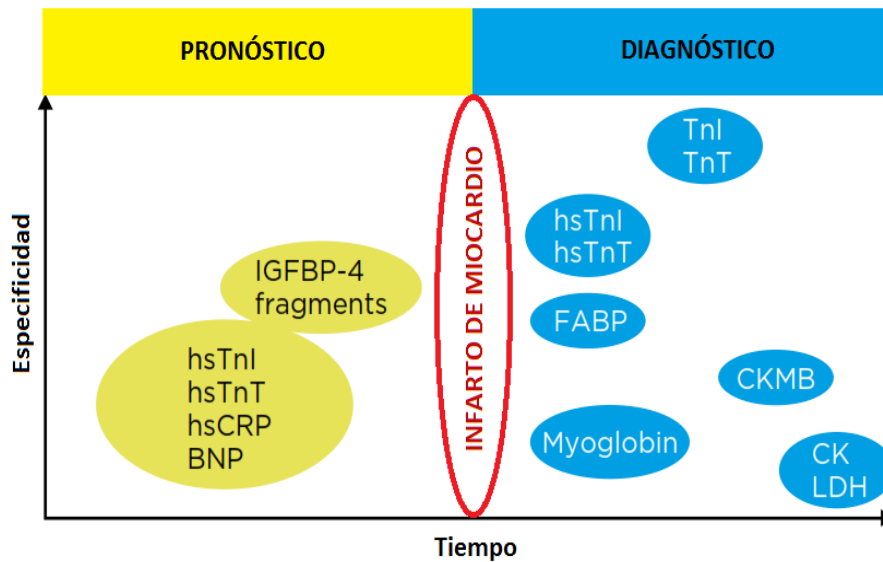 PRONÓSTICO
DIAGNÓSTICO
Especificidad
IGFBP-4
fragments
hsTnI
hsTnT
hsCRP
BNP
INFARTO DE MIOCARDIO
TnI
TnT
hsTnI
hsTnT
FABP
CKMB
Myoglobin
CK
LDH
Tiempo